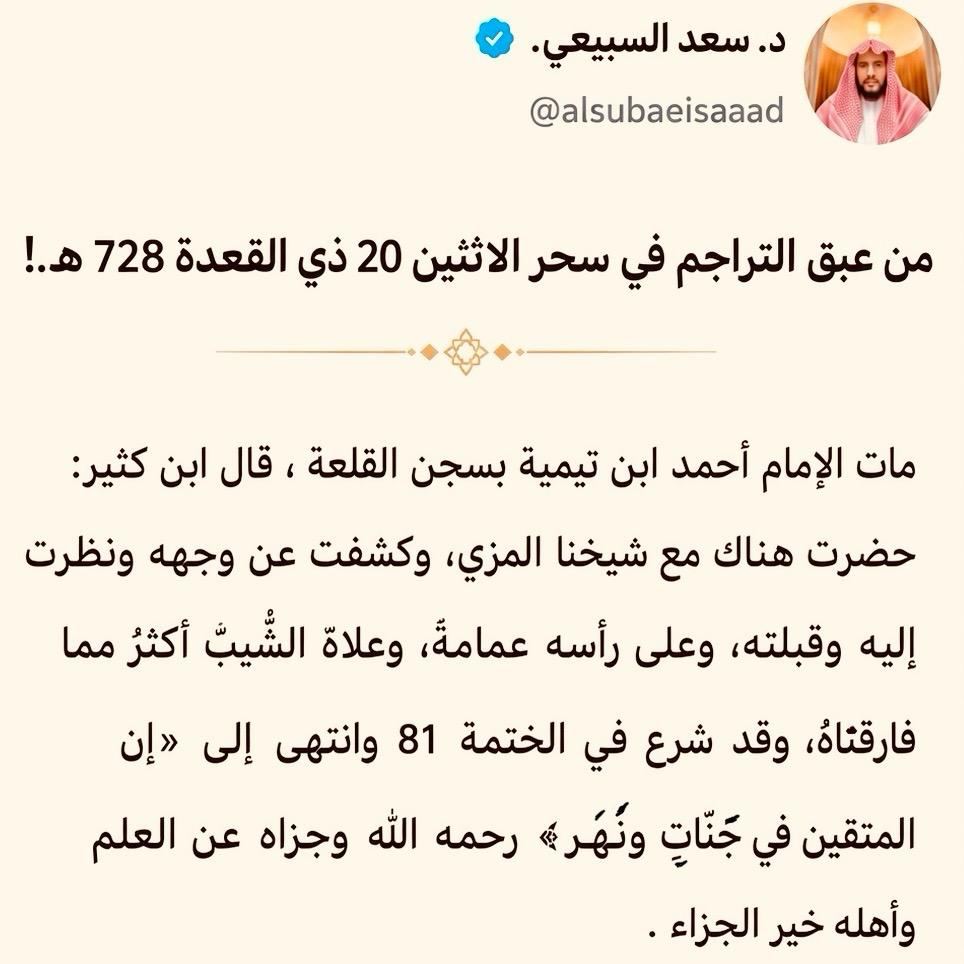 د. سعد السبيعي.
@alsubaeisaaad
من عبق التراجم في سحر الاثنين 20 ذي القعدة 728 هـ.!
مات الإمام أحمد ابن تيمية بسجن القلعة ، قال ابن كثير:
حضرت هناك مع شيخنا المزي، وكشفت عن وجهه ونظرت
إليه وقبلته، وعلى رأسه عمامةً، وعلاهّ الشُّيبّ أكثرُ مما
فارقنّاهُ، وقد شرع في الختمة 81 وانتهى إلى «إن
المتقين في جَنّاتٍ ونَُهَر﴾ رحمه الله وجزاه عن العلم
وأهله خير الجزاء .